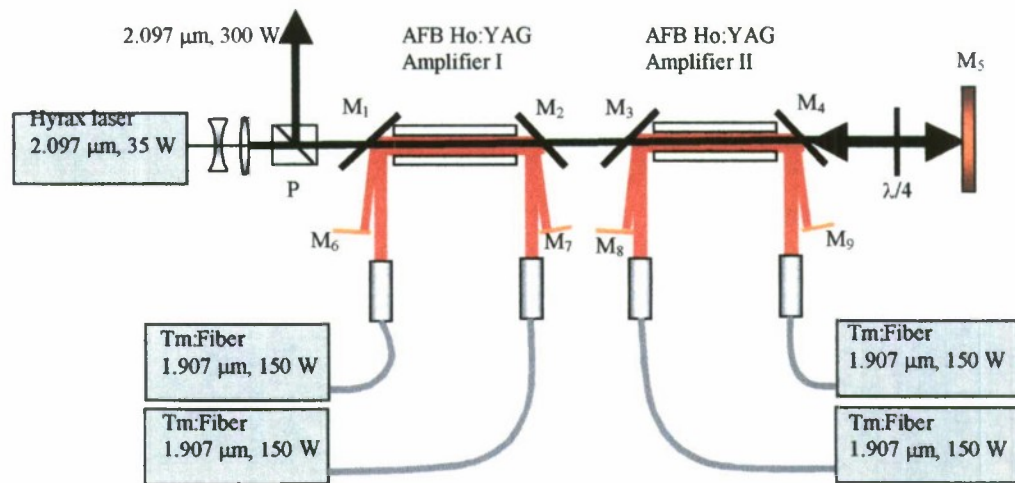 2.097 μm, 300 W
AFB Ho:YAG
Amplifier I
AFB Ho:YAG
Amplifier II
M5
Hyrax laser
2.097 μm, 35 W
M1
M2
M3
M4
P
λ/4
M6
M7
M8
M9
Tm:Fiber
1.907 μm, 150 W
Tm:Fiber
1.907 μm, 150 W
Tm:Fiber
1.907 μm, 150 W
Tm:Fiber
1.907 μm, 150 W